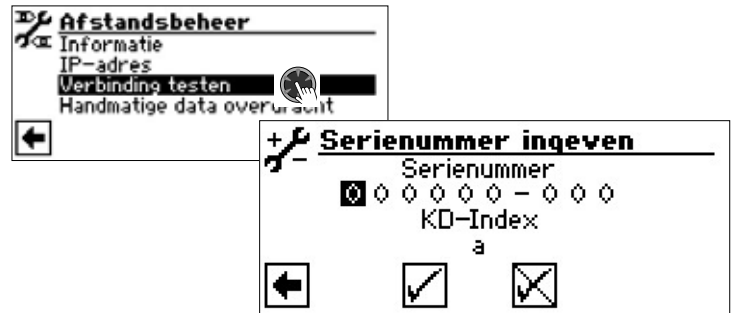 Afstandsbeheer
Informatie
IP-adres
Verbinding testen
Handmatige data overdracht
Serienummer ingeven
Serienummer
0 0 0 0 0 0 - 0 0 0
KD-Index
a